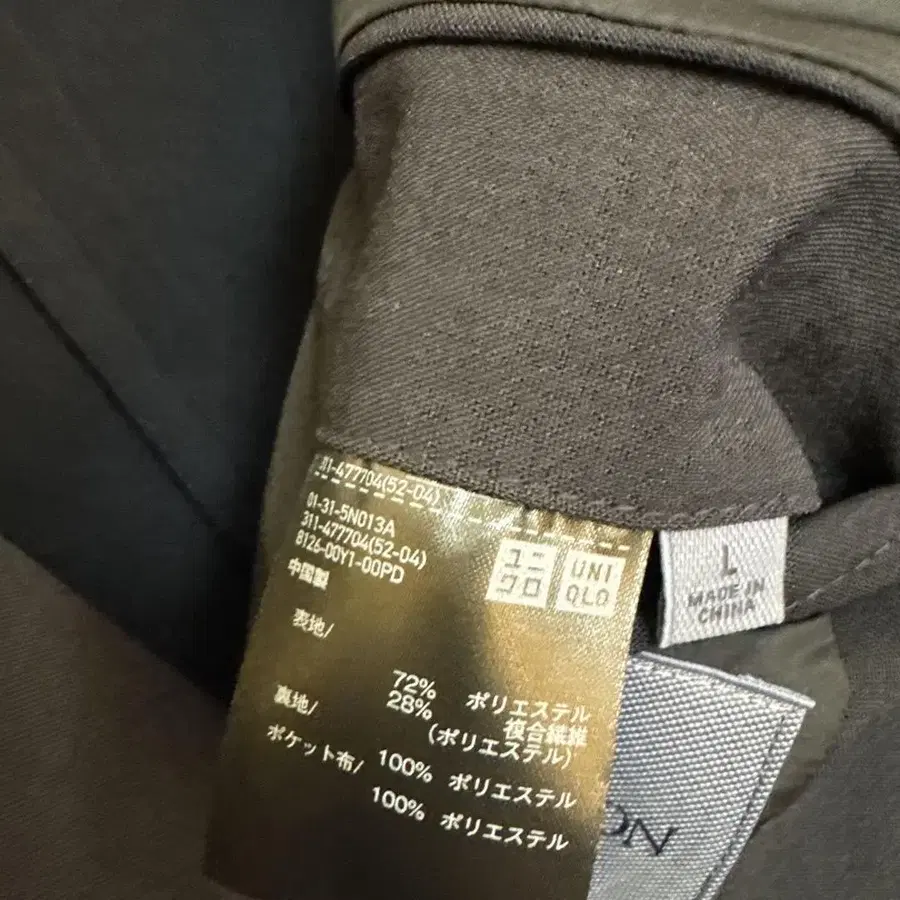 31-477704(52-04)
01-31-5N013A
311-477704(52-04)
8126-00Y1-00PD
中国製
ユニ
クロ
UNI
QLO
L
MADE IN
CHINA
表地/
72% ポリエステル
28% 複合繊維
(ポリエステル)
裏地/
100% ポリエステル
ポケット布/
100% ポリエステル